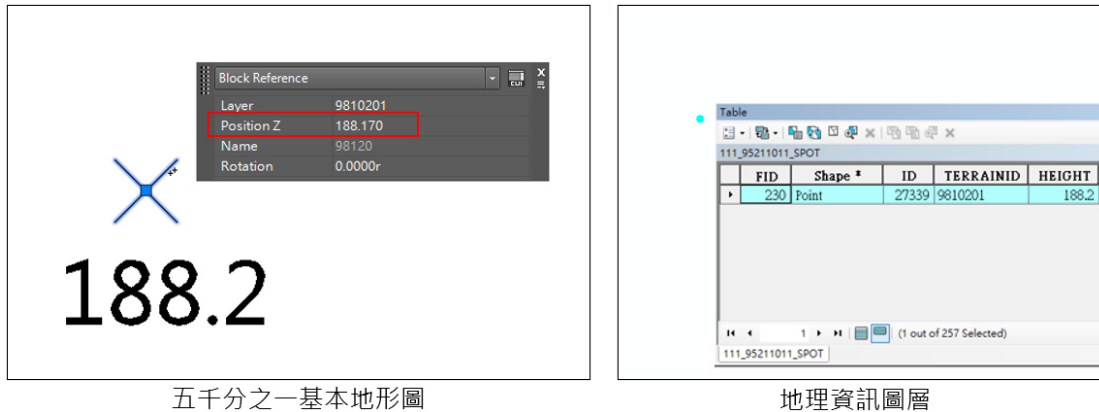 Block Reference
CUI
Layer 9810201
Position Z 188.170
Name 98120
Rotation 0.0000r
188.2
五千分之一基本地形圖
Table
111_95211011_SPOT
FID Shape * ID TERRAINID HEIGHT
230 Point 27339 9810201 188.2
1 (1 out of 257 Selected)
111_95211011_SPOT
地理資訊圖層